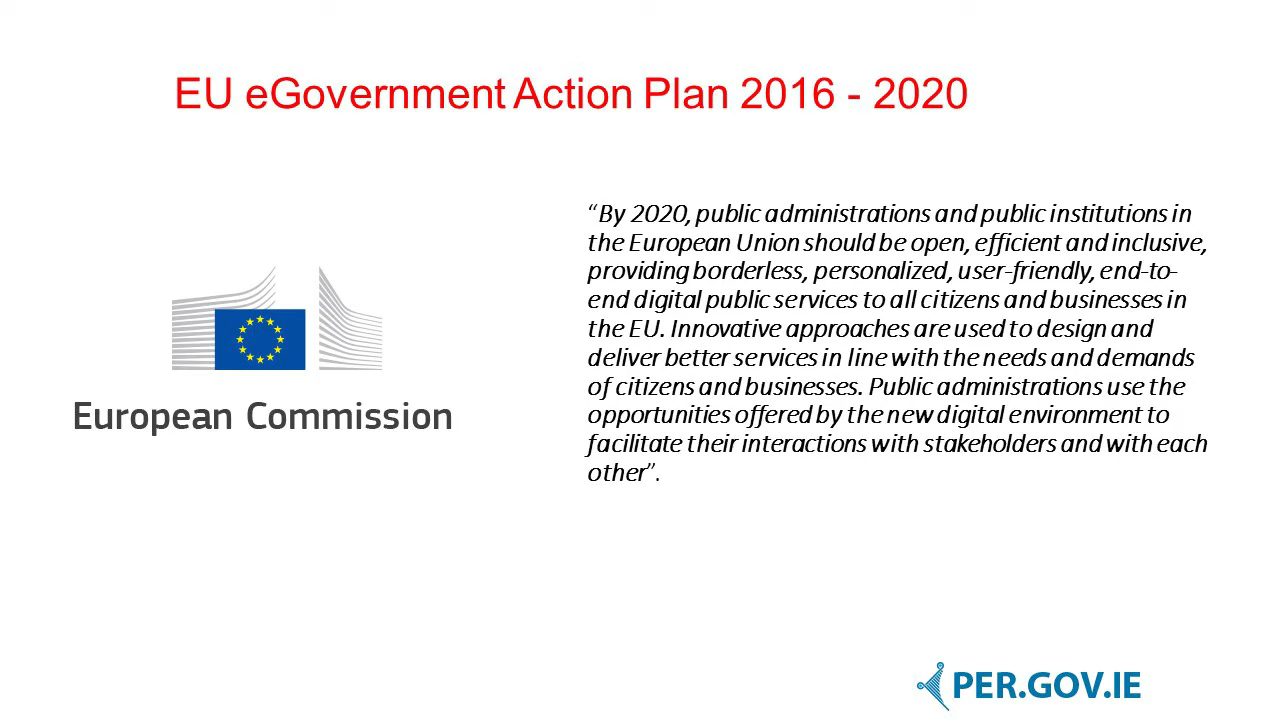 EU eGovernment Action Plan 2016 - 2020
“By 2020, public administrations and public institutions in
the European Union should be open, efficient and inclusive,
providing borderless, personalized, user-friendly, end-to-
end digital public services to all citizens and businesses in
the EU. Innovative approaches are used to design and
deliver better services in line with the needs and demands
of citizens and businesses. Public administrations use the
opportunities offered by the new digital environment to
facilitate their interactions with stakeholders and with each
other”.
European Commission
PER.GOV.IE